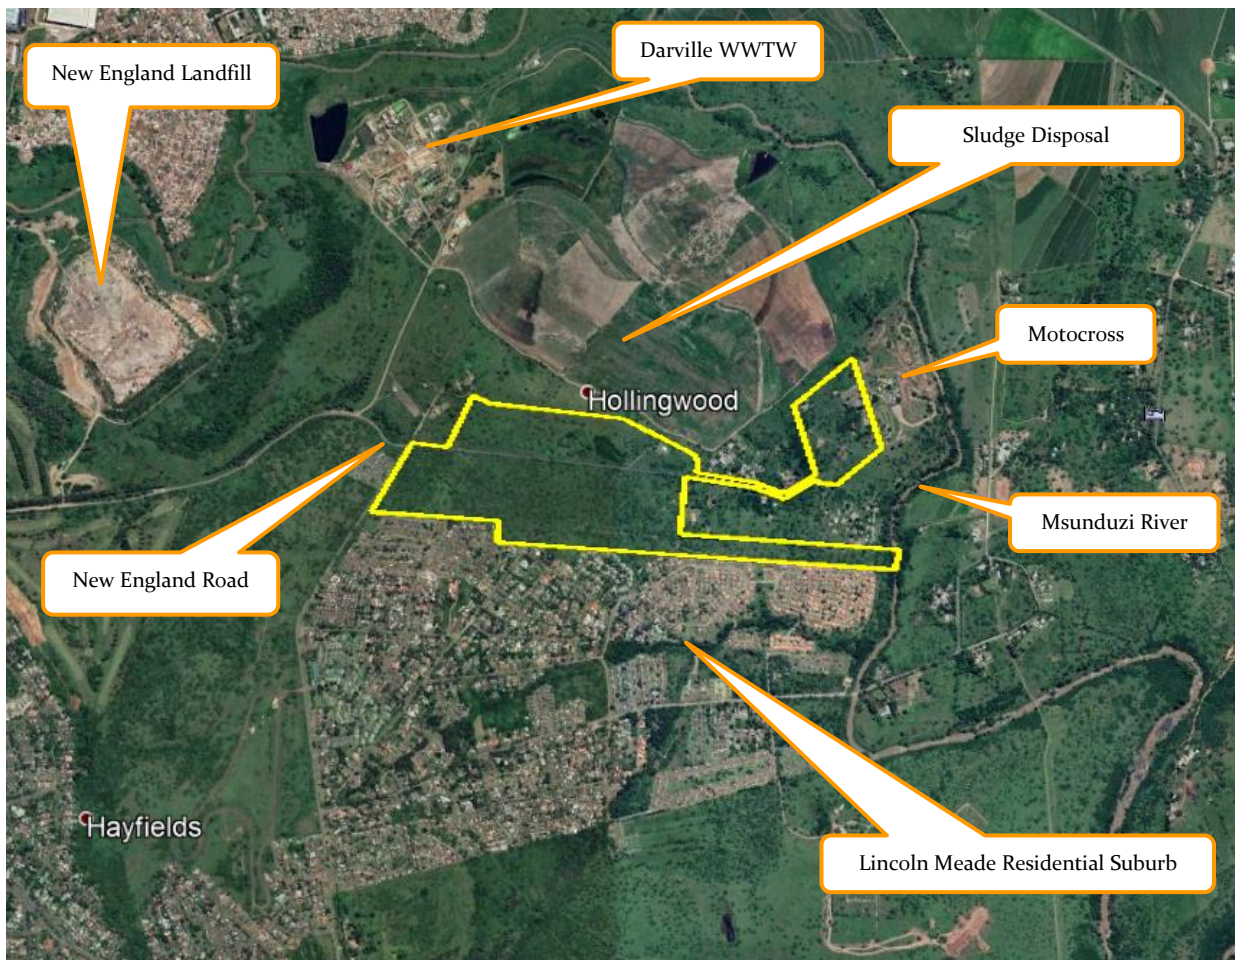 Darville WWTW
New England Landfill
Sludge Disposal
Motocross
Hollingwood
Msunduzi River
New England Road
Hayfields
Lincoln Meade Residential Suburb